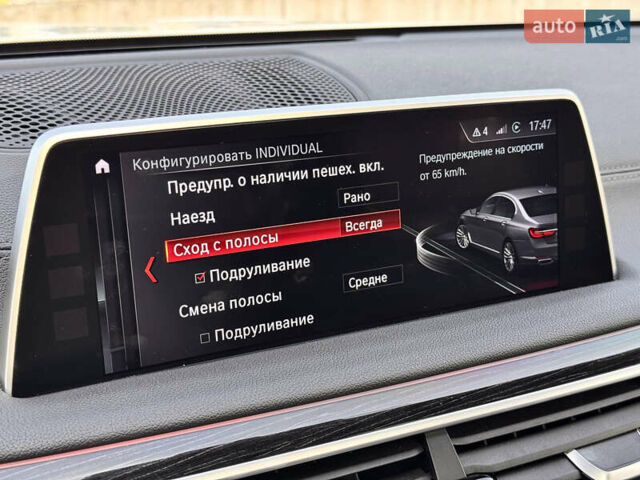 auto RIA.com
4 17:47
Конфигурировать INDIVIDUAL
Предупр. о наличии пешех. вкл.
Наезд Рано
Сход с полосы Всегда
Подруливание
Смена полосы Средне
Подруливание
Предупреждение на скорости
от 65 km/h.